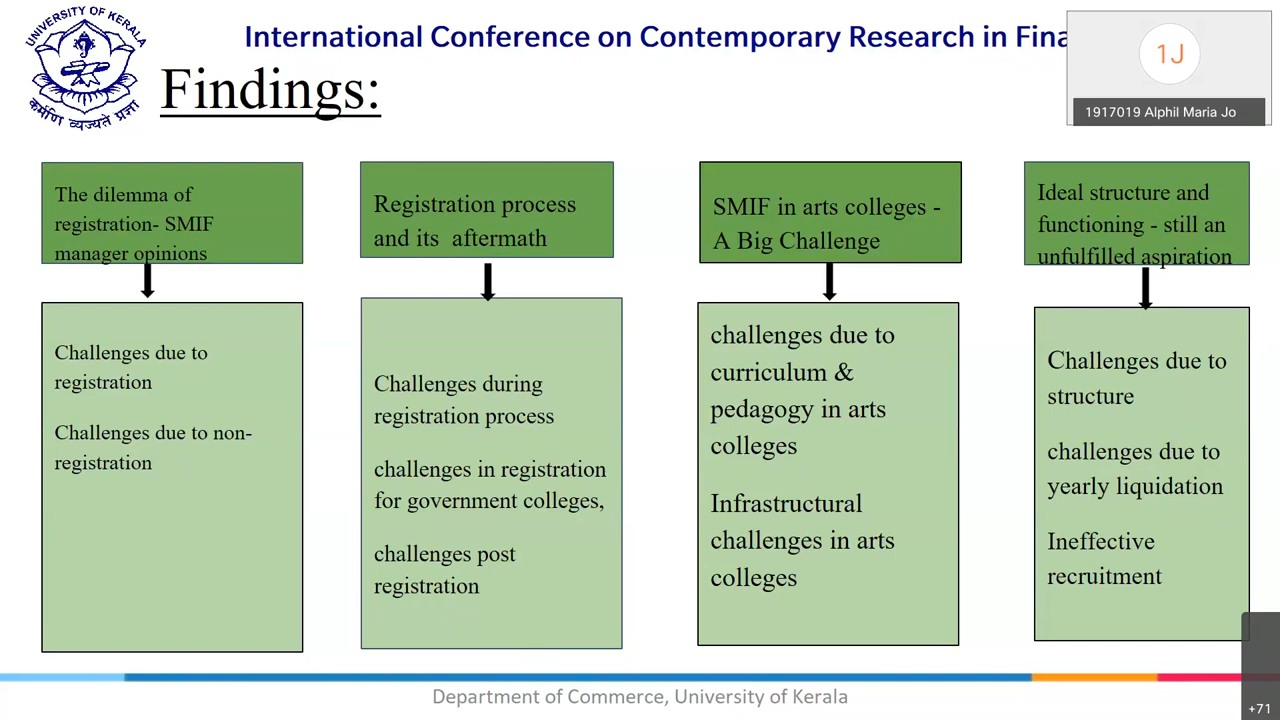 UNIVERSITY OF KERALA
कर्मणि व्यज्यते प्रज्ञा
International Conference on Contemporary Research in Fina
1J
1917019 Alphil Maria Jo
Findings:
The dilemma of
registration- SMIF
manager opinions
Challenges due to
registration
Challenges due to non-
registration
Registration process
and its aftermath
Challenges during
registration process
challenges in registration
for government colleges,
challenges post
registration
SMIF in arts colleges -
A Big Challenge
challenges due to
curriculum &
pedagogy in arts
colleges
Infrastructural
challenges in arts
colleges
Ideal structure and
functioning - still an
unfulfilled aspiration
Challenges due to
structure
challenges due to
yearly liquidation
Ineffective
recruitment
Department of Commerce, University of Kerala
+71